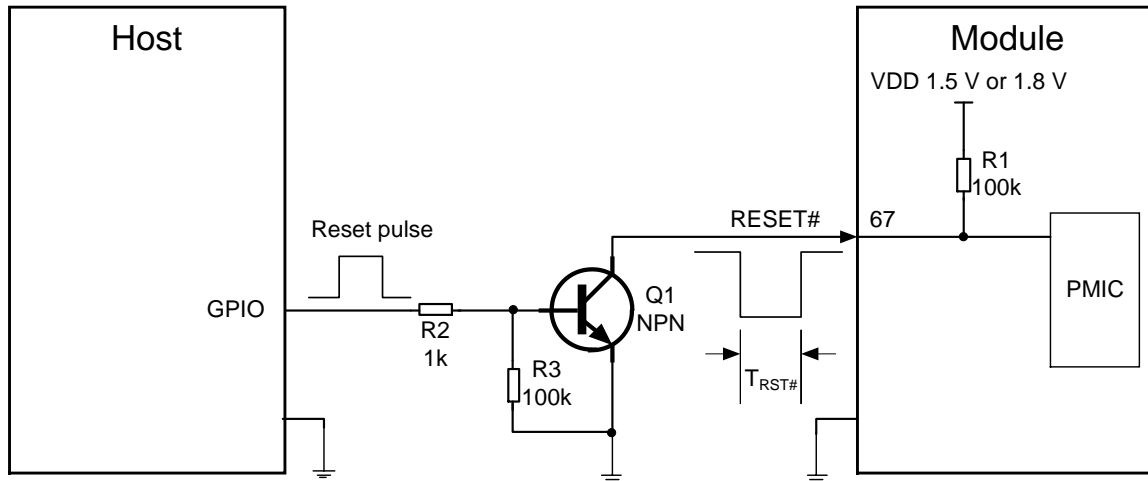 Host
Module
VDD 1.5 V or 1.8 V
R1
100k
RESET#
67
Reset pulse
GPIO
R2
1k
Q1
NPN
PMIC
R3
100k
TRST#